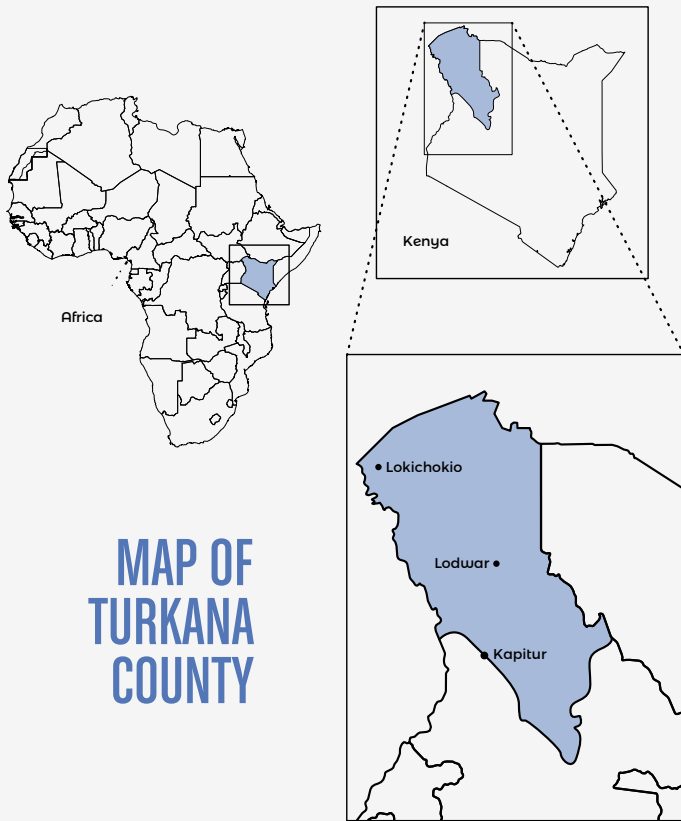 Kenya
Africa
Lokichokio
Lodwar
Kapitur
MAP OF
TURKANA
COUNTY